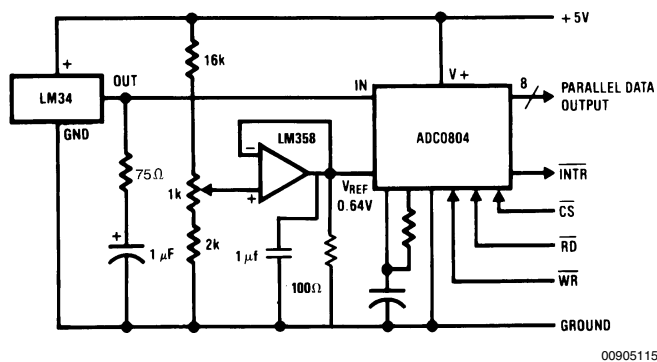 +5V
16k
+
OUT
LM34
GND
75Ω
+
1 μF
1k
2k
−
+
LM358
1 μf
100Ω
V_REF
0.64V
IN
V+
ADC0804
8
PARALLEL DATA
OUTPUT
INTR
CS
RD
WR
GROUND
00905115